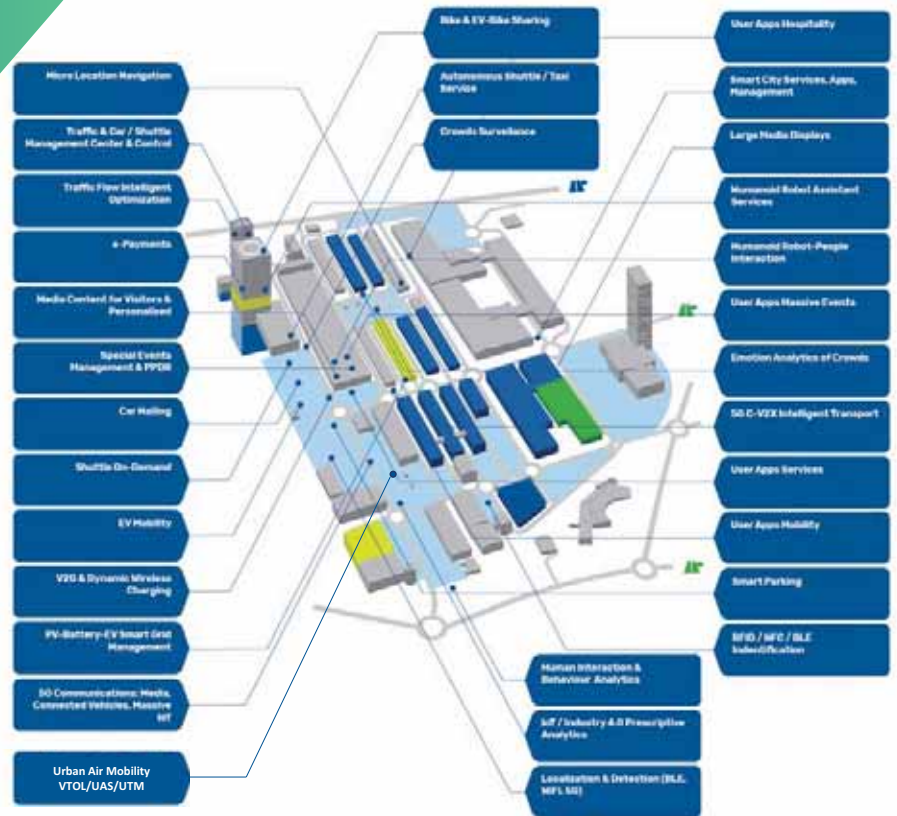 Bike & EV-Bike Sharing
User Apps Hospitality
Micro Location Navigation
Autonomous Shuttle / Taxi
Service
Smart City Services, Apps,
Management
Traffic & Car / Shuttle
Management Center & Control
Crowds Surveilance
Large Media Displays
Traffic Flow Intelligent
Optimization
Humanoid Robot Assistent
Services
e-Payments
Humanoid Robot-People
Interaction
Media Content for Visitors &
Personalised
User Apps Massive Events
Special Events
Management & PPDR
Emotion Analytics of Crowds
Car Hailing
5G C-V2X Intelligent Transport
Shuttle On-Demand
User Apps Services
EV Mobility
User Apps Mobility
V2G & Dynamic Wireless
Charging
Smart Parking
PV-Battery-EV Smart Grid
Management
RFID / NFC / BLE
Indentification
Human Interaction &
Behaviour Analytics
5G Communications: Media,
Connected Vehicles, Massive
IoT
IoT / Industry 4.0 Prescriptive
Analytics
Urban Air Mobility
VTOL/UAS/UTM
Localization & Detection (BLE,
WiFi, 5G)